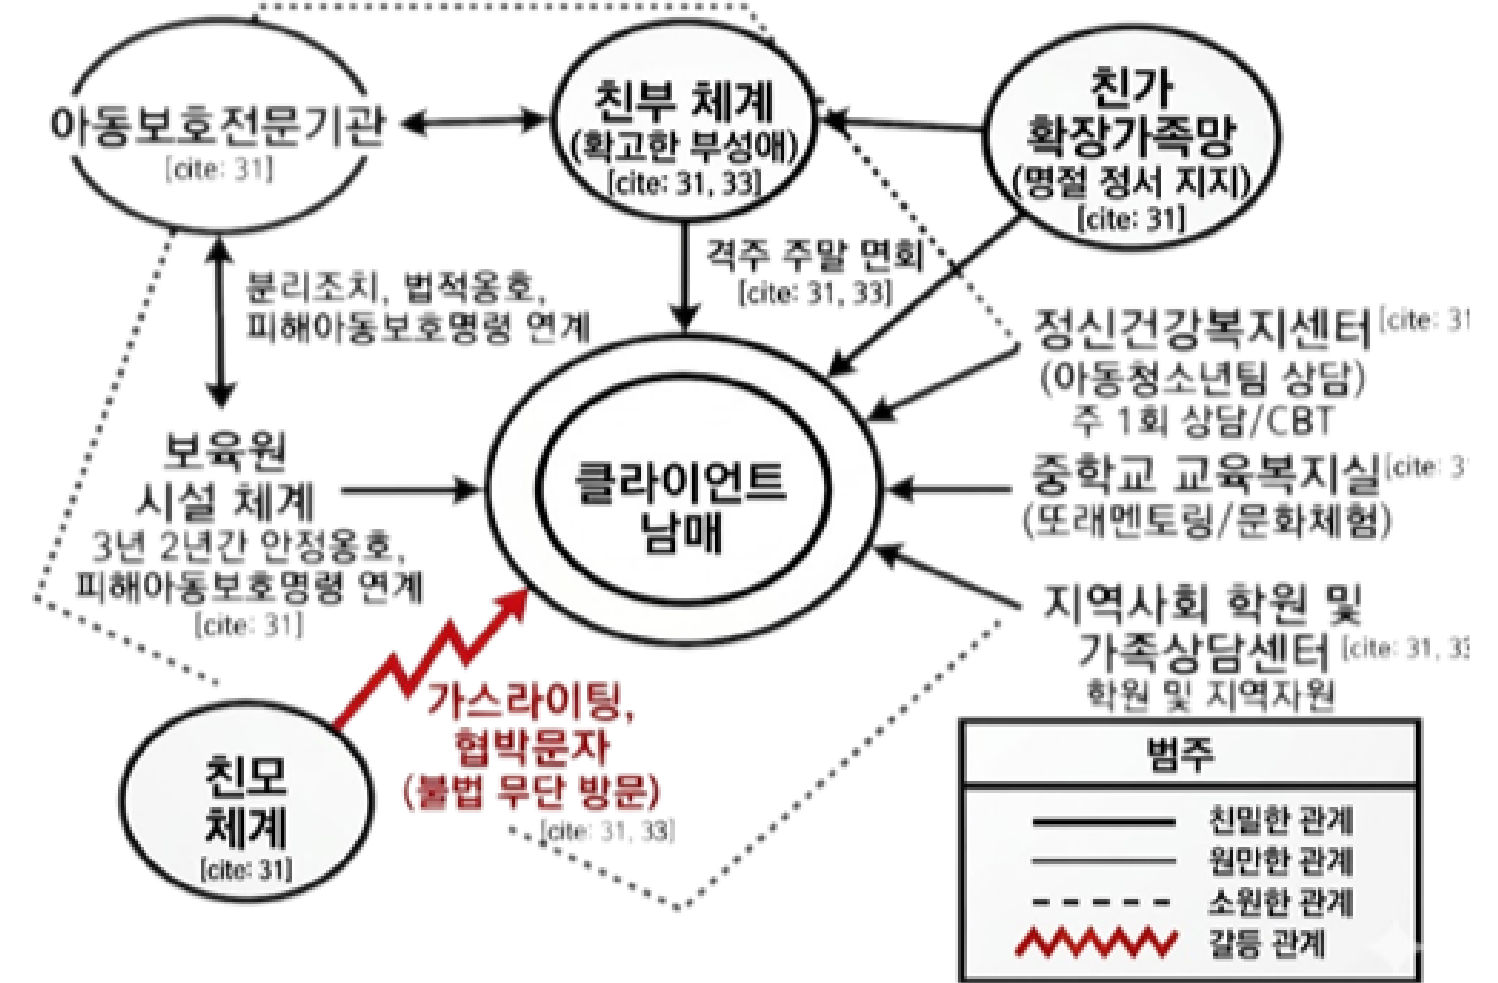 아동보호전문기관
[cite: 31]
친부 체계
(확고한 부성애)
[cite: 31, 33]
친가
확장가족망
(명절 정서 지지)
[cite: 31]
격주 주말 면회
[cite: 31, 33]
분리조치, 법적옹호,
피해아동보호명령 연계
정신건강복지센터 [cite: 31
(아동청소년팀 상담)
주 1회 상담/CBT
보육원
시설 체계
3년 2년간 안정옹호,
피해아동보호명령 연계
[cite: 31]
클라이언트
남매
중학교 교육복지실 [cite: 3
(또래멘토링/문화체험)
지역사회 학원 및
가족상담센터 [cite: 31, 33
학원 및 지역자원
가스라이팅,
협박문자
(불법 무단 방문)
[cite: 31, 33]
친모
체계
[cite: 31]
범주
친밀한 관계
원만한 관계
소원한 관계
갈등 관계